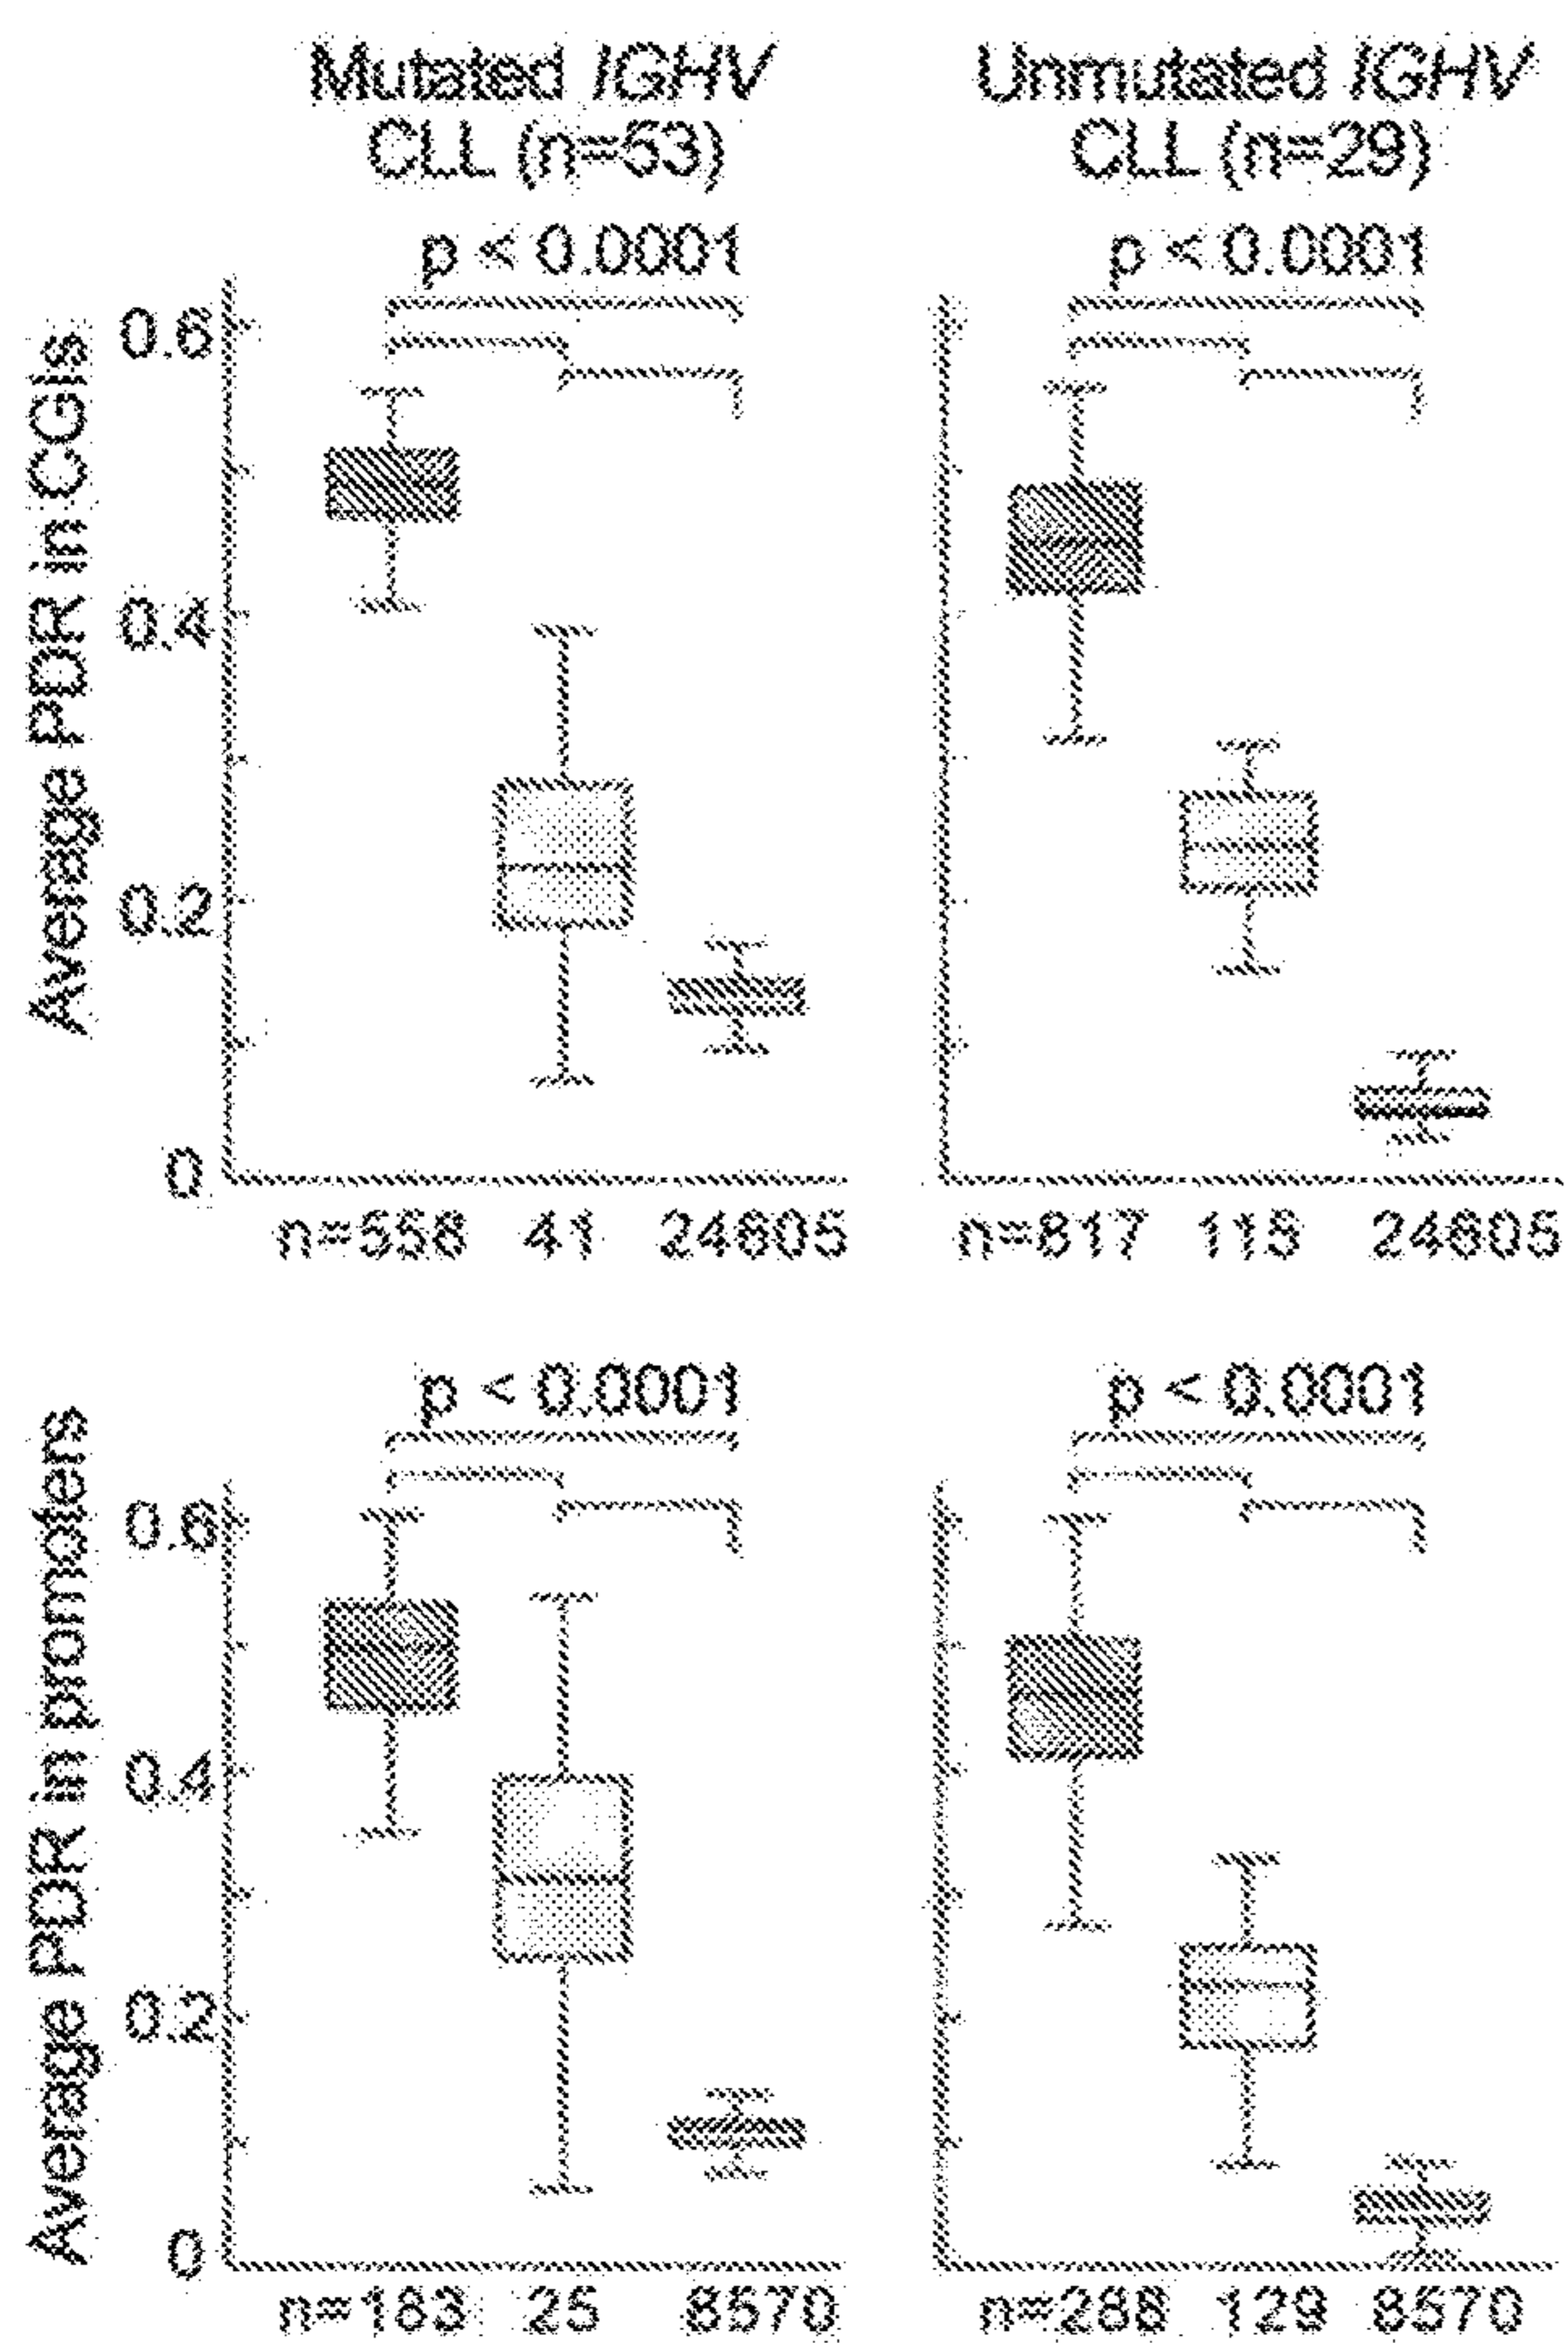 Mutated IGHV
CLL (n=53)
Unmutated IGHV
CLL (n=29)
Average PDR in CGIs
p < 0.0001
p < 0.0001
0.6
0.4
0.2
0
n=558 41 24605
n=817 118 24605
Average PDR in promoters
p < 0.0001
p < 0.0001
0.6
0.4
0.2
0
n=163 25 8570
n=288 129 8570